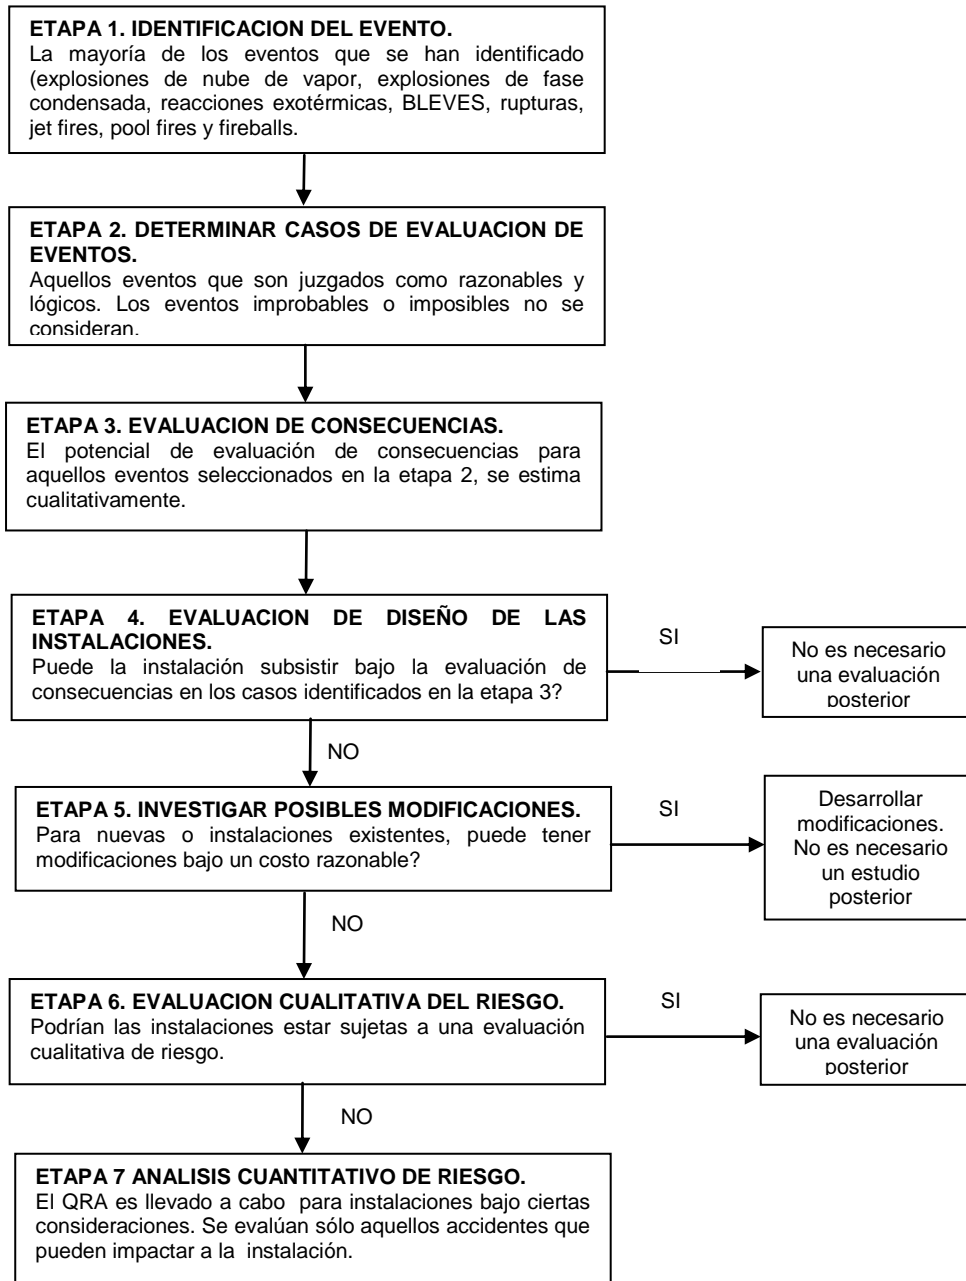 ETAPA 1. IDENTIFICACION DEL EVENTO.
La mayoría de los eventos que se han identificado
(explosiones de nube de vapor, explosiones de fase
condensada, reacciones exotérmicas, BLEVES, rupturas,
jet fires, pool fires y fireballs.
ETAPA 2. DETERMINAR CASOS DE EVALUACION DE
EVENTOS.
Aquellos eventos que son juzgados como razonables y
lógicos. Los eventos improbables o imposibles no se
consideran.
ETAPA 3. EVALUACION DE CONSECUENCIAS.
El potencial de evaluación de consecuencias para
aquellos eventos seleccionados en la etapa 2, se estima
cualitativamente.
ETAPA 4. EVALUACION DE DISEÑO DE LAS
INSTALACIONES.
Puede la instalación subsistir bajo la evaluación de
consecuencias en los casos identificados en la etapa 3?
SI
No es necesario
una evaluación
posterior
NO
ETAPA 5. INVESTIGAR POSIBLES MODIFICACIONES.
Para nuevas o instalaciones existentes, puede tener
modificaciones bajo un costo razonable?
SI
Desarrollar
modificaciones.
No es necesario
un estudio
posterior
NO
ETAPA 6. EVALUACION CUALITATIVA DEL RIESGO.
Podrían las instalaciones estar sujetas a una evaluación
cualitativa de riesgo.
SI
No es necesario
una evaluación
posterior
NO
ETAPA 7 ANALISIS CUANTITATIVO DE RIESGO.
El QRA es llevado a cabo para instalaciones bajo ciertas
consideraciones. Se evalúan sólo aquellos accidentes que
pueden impactar a la instalación.